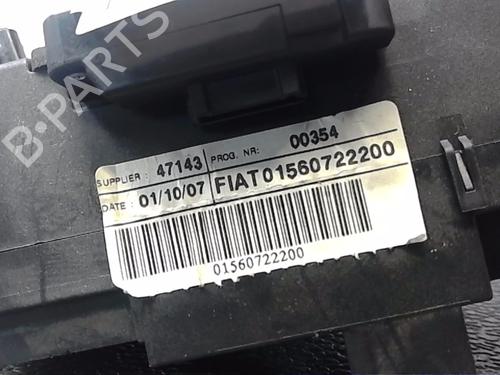 B-PARTS
SUPPLIER : 47143 PROG. NR: 00354
DATE : 01/10/07 FIAT01560722200
01560722200